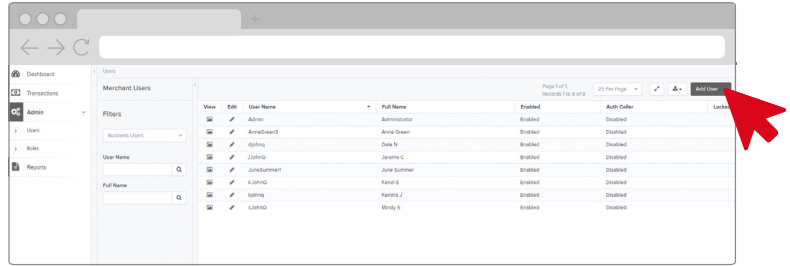 Dashboard
Transactions
Admin
Users
Roles
Reports
Users
Merchant Users
Filters
Business Users
User Name
Full Name
Page 1 of 1.
Records 1 to 8 of 8
25 Per Page
Add User
View Edit User Name Full Name Enabled Auth Caller Locked
Admin Administrator Enabled Disabled
AnneGreen3 Anne Green Enabled Disabled
djohnq Dale N Enabled Disabled
JJohnQ Jereme C Enabled Disabled
JuneSummer1 June Summer Enabled Disabled
kJohnQ Kandi E Enabled Disabled
kjohnq Kendra J Enabled Disabled
sJohnQ Mindy S Enabled Disabled